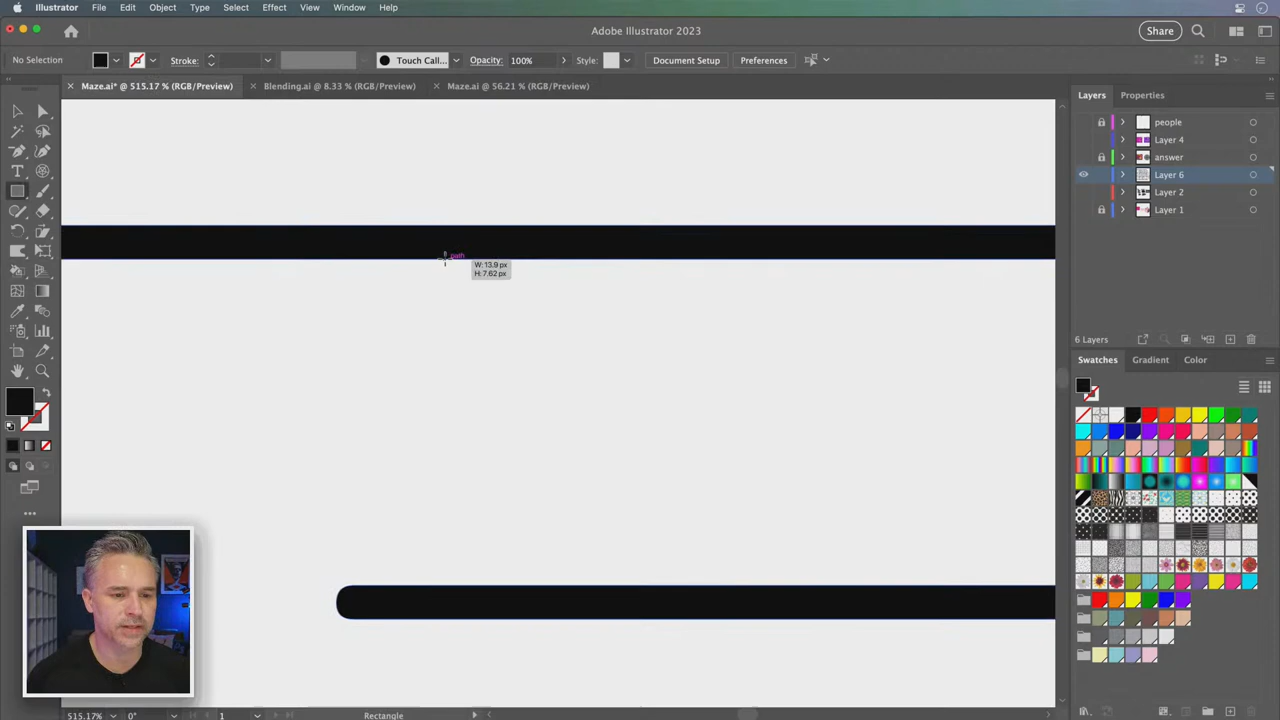 Illustrator File Edit Object Type Select Effect View Window Help
Adobe Illustrator 2023
Share
No Selection
Stroke:
Touch Call...
Opacity: 100%
Style:
Document Setup
Preferences
Maze.ai* @ 515.17 % (RGB/Preview)
Blending.ai @ 8.33 % (RGB/Preview)
Maze.ai @ 56.21 % (RGB/Preview)
Layers
Properties
people
Layer 4
answer
Layer 6
Layer 2
Layer 1
path
W: 13.9 px
H: 7.62 px
6 Layers
Swatches
Gradient
Color
515.17%
0°
1
Rectangle